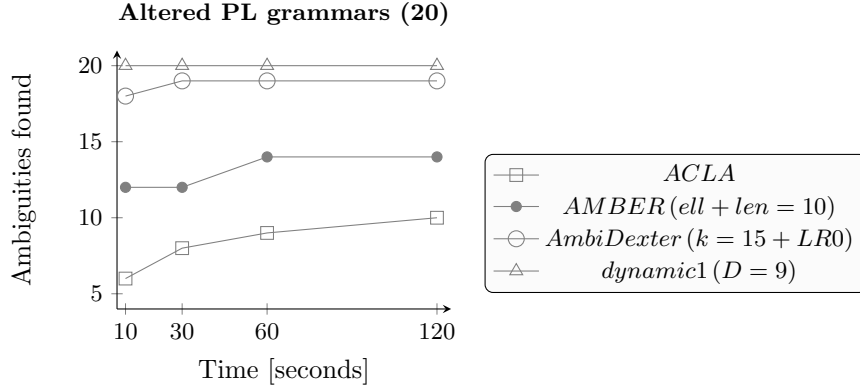 Altered PL grammars (20)
Ambiguities found
20
15
10
5
10 30 60 120
Time [seconds]
ACLA
AMBER (ell + len = 10)
AmbiDexter (k = 15 + LR0)
dynamic1 (D = 9)